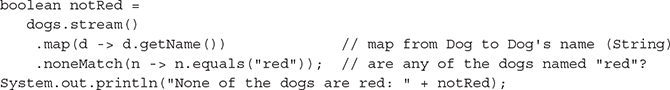 boolean notRed =
    dogs.stream()
     .map(d -> d.getName())              // map from Dog to Dog's name (String)
     .noneMatch(n -> n.equals("red"));  // are any of the dogs named "red"?
System.out.println("None of the dogs are red: " + notRed);